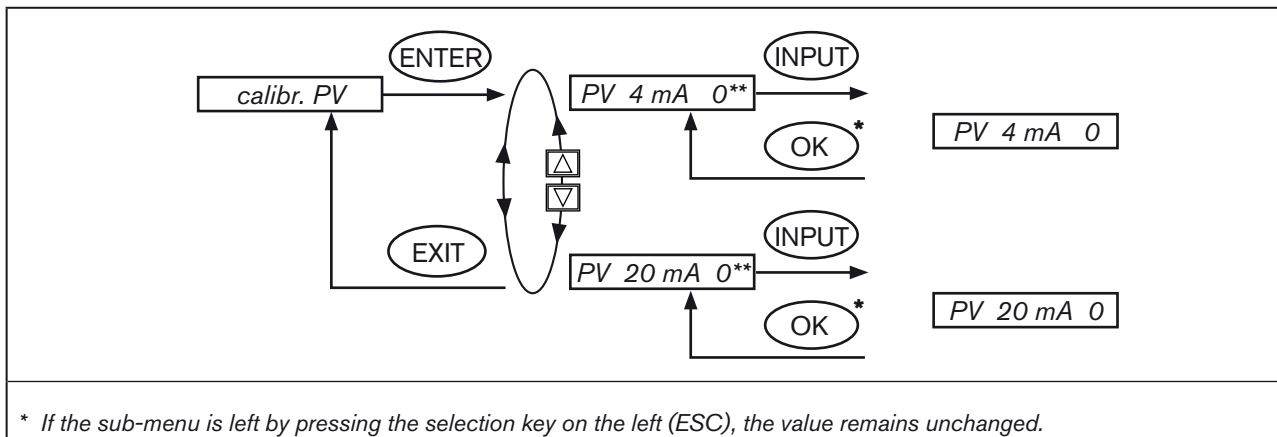 ENTER
INPUT
calibr. PV
PV 4 mA 0**
OK*
PV 4 mA 0
INPUT
EXIT
PV 20 mA 0**
OK*
PV 20 mA 0
* If the sub-menu is left by pressing the selection key on the left (ESC), the value remains unchanged.